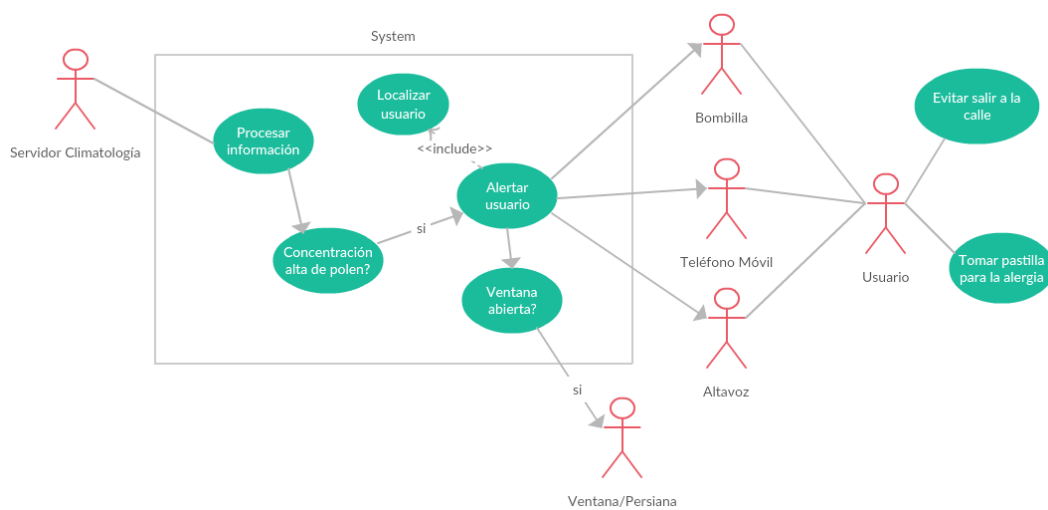 System
Servidor Climatología
Procesar
información
Localizar
usuario
<<include>>
Alertar
usuario
si
Concentración
alta de polen?
Ventana
abierta?
si
Ventana/Persiana
Bombilla
Teléfono Móvil
Altavoz
Usuario
Evitar salir a la
calle
Tomar pastilla
para la alergia